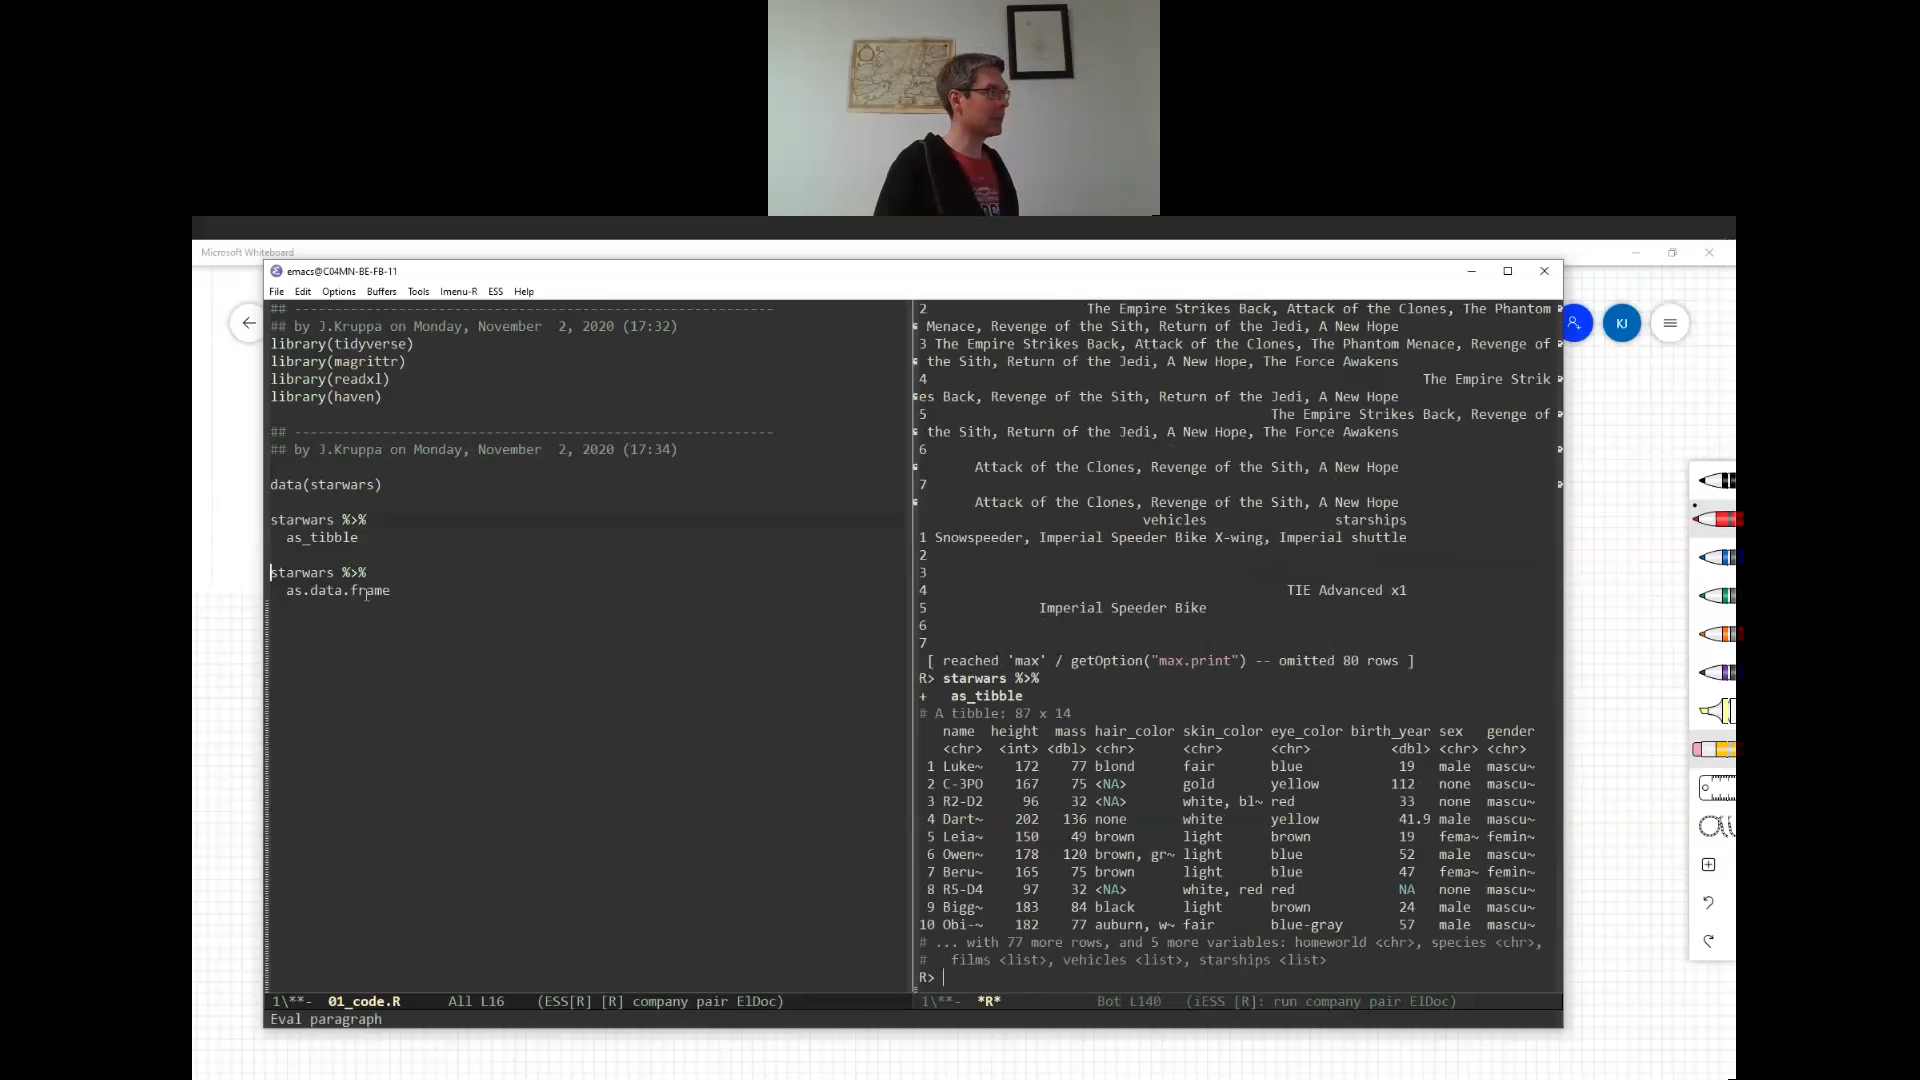 Microsoft Whiteboard
emacs@C04MN-BE-FB-11
File Edit Options Buffers Tools Imenu-R ESS Help
## ------------------------------------------------------------
## by J.Kruppa on Monday, November  2, 2020 (17:32)
library(tidyverse)
library(magrittr)
library(readxl)
library(haven)
## ------------------------------------------------------------
## by J.Kruppa on Monday, November  2, 2020 (17:34)
data(starwars)
starwars %>%
  as_tibble
starwars %>%
  as.data.frame
1\**-  01_code.R      All L16    (ESS[R] [R] company pair ElDoc)
Eval paragraph
2                    The Empire Strikes Back, Attack of the Clones, The Phantom
 Menace, Revenge of the Sith, Return of the Jedi, A New Hope
3 The Empire Strikes Back, Attack of the Clones, The Phantom Menace, Revenge of
 the Sith, Return of the Jedi, A New Hope, The Force Awakens
4                                                              The Empire Strik
es Back, Revenge of the Sith, Return of the Jedi, A New Hope
5                                           The Empire Strikes Back, Revenge of
 the Sith, Return of the Jedi, A New Hope, The Force Awakens
6
       Attack of the Clones, Revenge of the Sith, A New Hope
7
       Attack of the Clones, Revenge of the Sith, A New Hope
                            vehicles                starships
1 Snowspeeder, Imperial Speeder Bike X-wing, Imperial shuttle
2
3
4                                             TIE Advanced x1
5              Imperial Speeder Bike
6
7
 [ reached 'max' / getOption("max.print") -- omitted 80 rows ]
R> starwars %>%
+   as_tibble
# A tibble: 87 x 14
   name  height  mass hair_color skin_color eye_color birth_year sex   gender
   <chr>  <int> <dbl> <chr>      <chr>      <chr>          <dbl> <chr> <chr>
 1 Luke~    172    77 blond      fair       blue            19   male  mascu~
 2 C-3PO    167    75 <NA>       gold       yellow         112   none  mascu~
 3 R2-D2     96    32 <NA>       white, bl~ red             33   none  mascu~
 4 Dart~    202   136 none       white      yellow          41.9 male  mascu~
 5 Leia~    150    49 brown      light      brown           19   fema~ femin~
 6 Owen~    178   120 brown, gr~ light      blue            52   male  mascu~
 7 Beru~    165    75 brown      light      blue            47   fema~ femin~
 8 R5-D4     97    32 <NA>       white, red red             NA   none  mascu~
 9 Bigg~    183    84 black      light      brown           24   male  mascu~
10 Obi-~    182    77 auburn, w~ fair       blue-gray       57   male  mascu~
# ... with 77 more rows, and 5 more variables: homeworld <chr>, species <chr>,
#   films <list>, vehicles <list>, starships <list>
R>
1\**-  *R*            Bot L140   (iESS [R]: run company pair ElDoc)
KJ